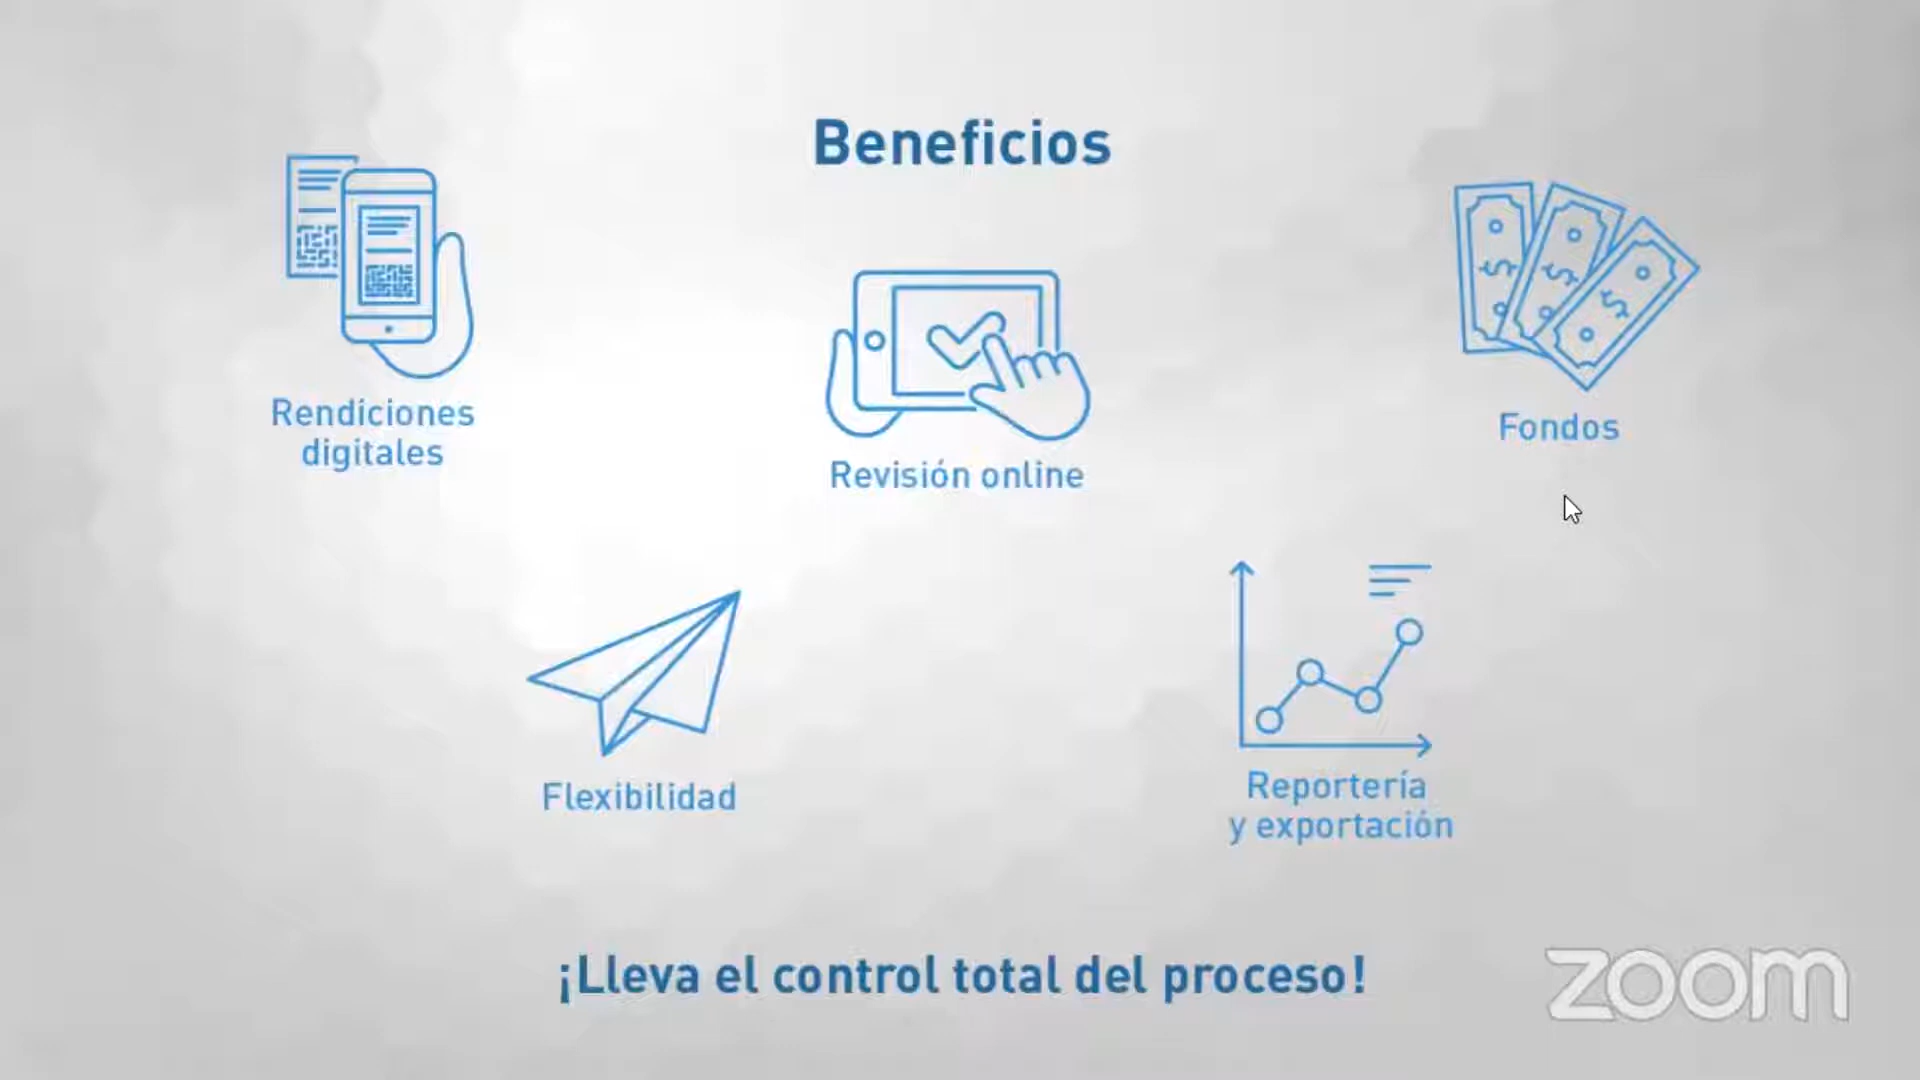 Beneficios
Rendiciones
digitales
Revisión online
Fondos
Flexibilidad
Reportería
y exportación
¡Lleva el control total del proceso!
zoom